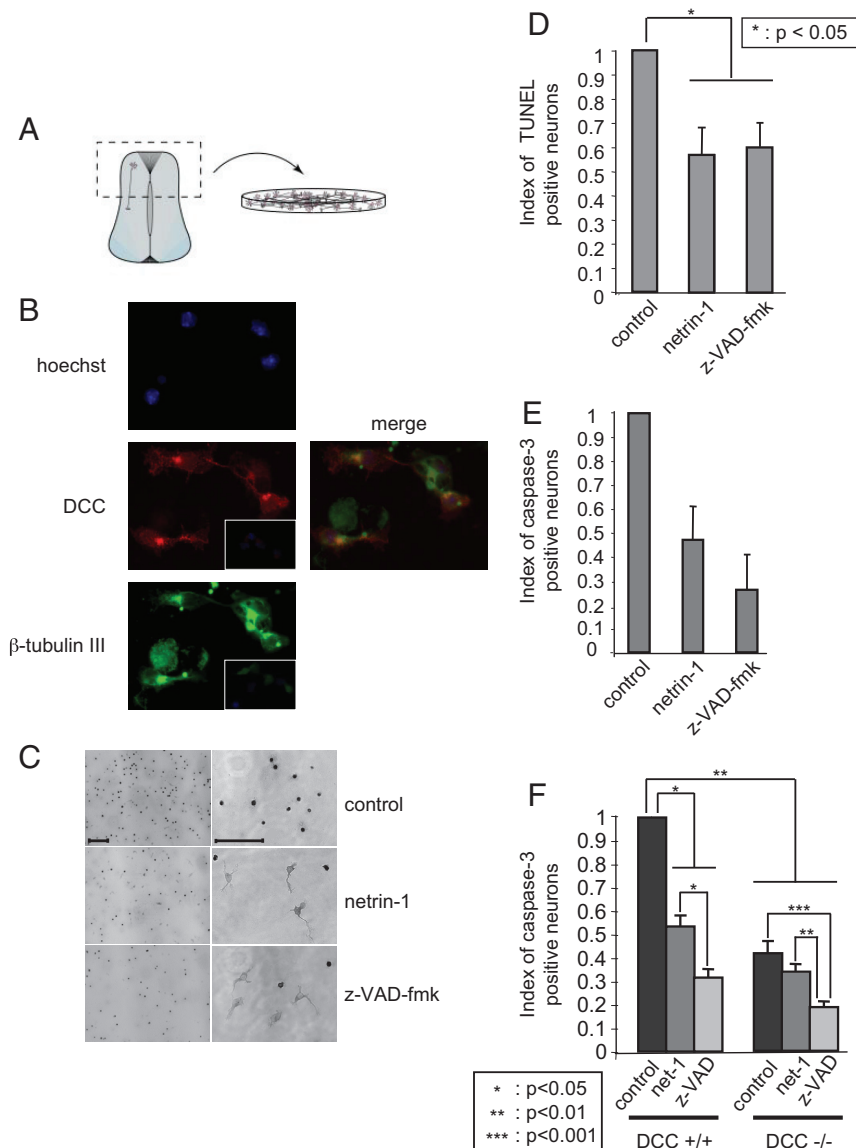 A
B
hoechst
DCC
merge
β-tubulin III
C
control
netrin-1
z-VAD-fmk
D
* : p < 0.05
*
Index of TUNEL
positive neurons
1
0.9
0.8
0.7
0.6
0.5
0.4
0.3
0.2
0.1
0
control
netrin-1
z-VAD-fmk
E
Index of caspase-3
positive neurons
1
0.9
0.8
0.7
0.6
0.5
0.4
0.3
0.2
0.1
0
control
netrin-1
z-VAD-fmk
F
**
*
*
***
**
Index of caspase-3
positive neurons
1
0.9
0.8
0.7
0.6
0.5
0.4
0.3
0.2
0.1
0
control
net-1
z-VAD
control
net-1
z-VAD
DCC +/+
DCC -/-
* : p<0.05
** : p<0.01
*** : p<0.001